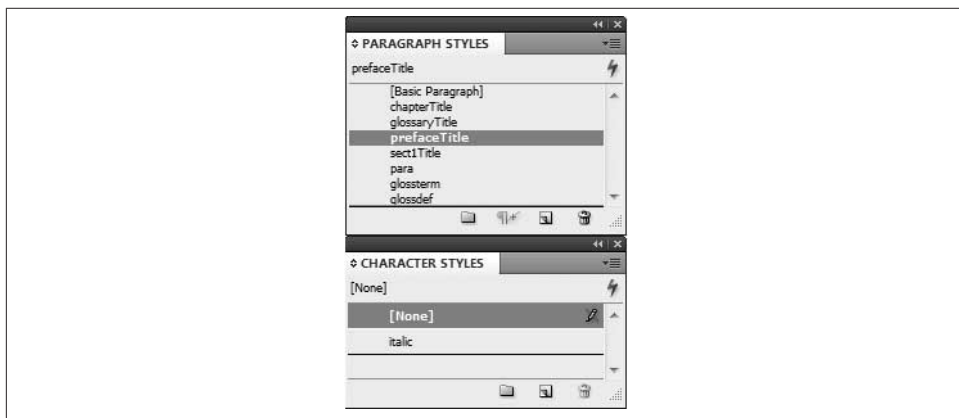 PARAGRAPH STYLES
prefaceTitle
[Basic Paragraph]
chapterTitle
glossaryTitle
prefaceTitle
sect1Title
para
glossterm
glossdef
CHARACTER STYLES
[None]
[None]
italic